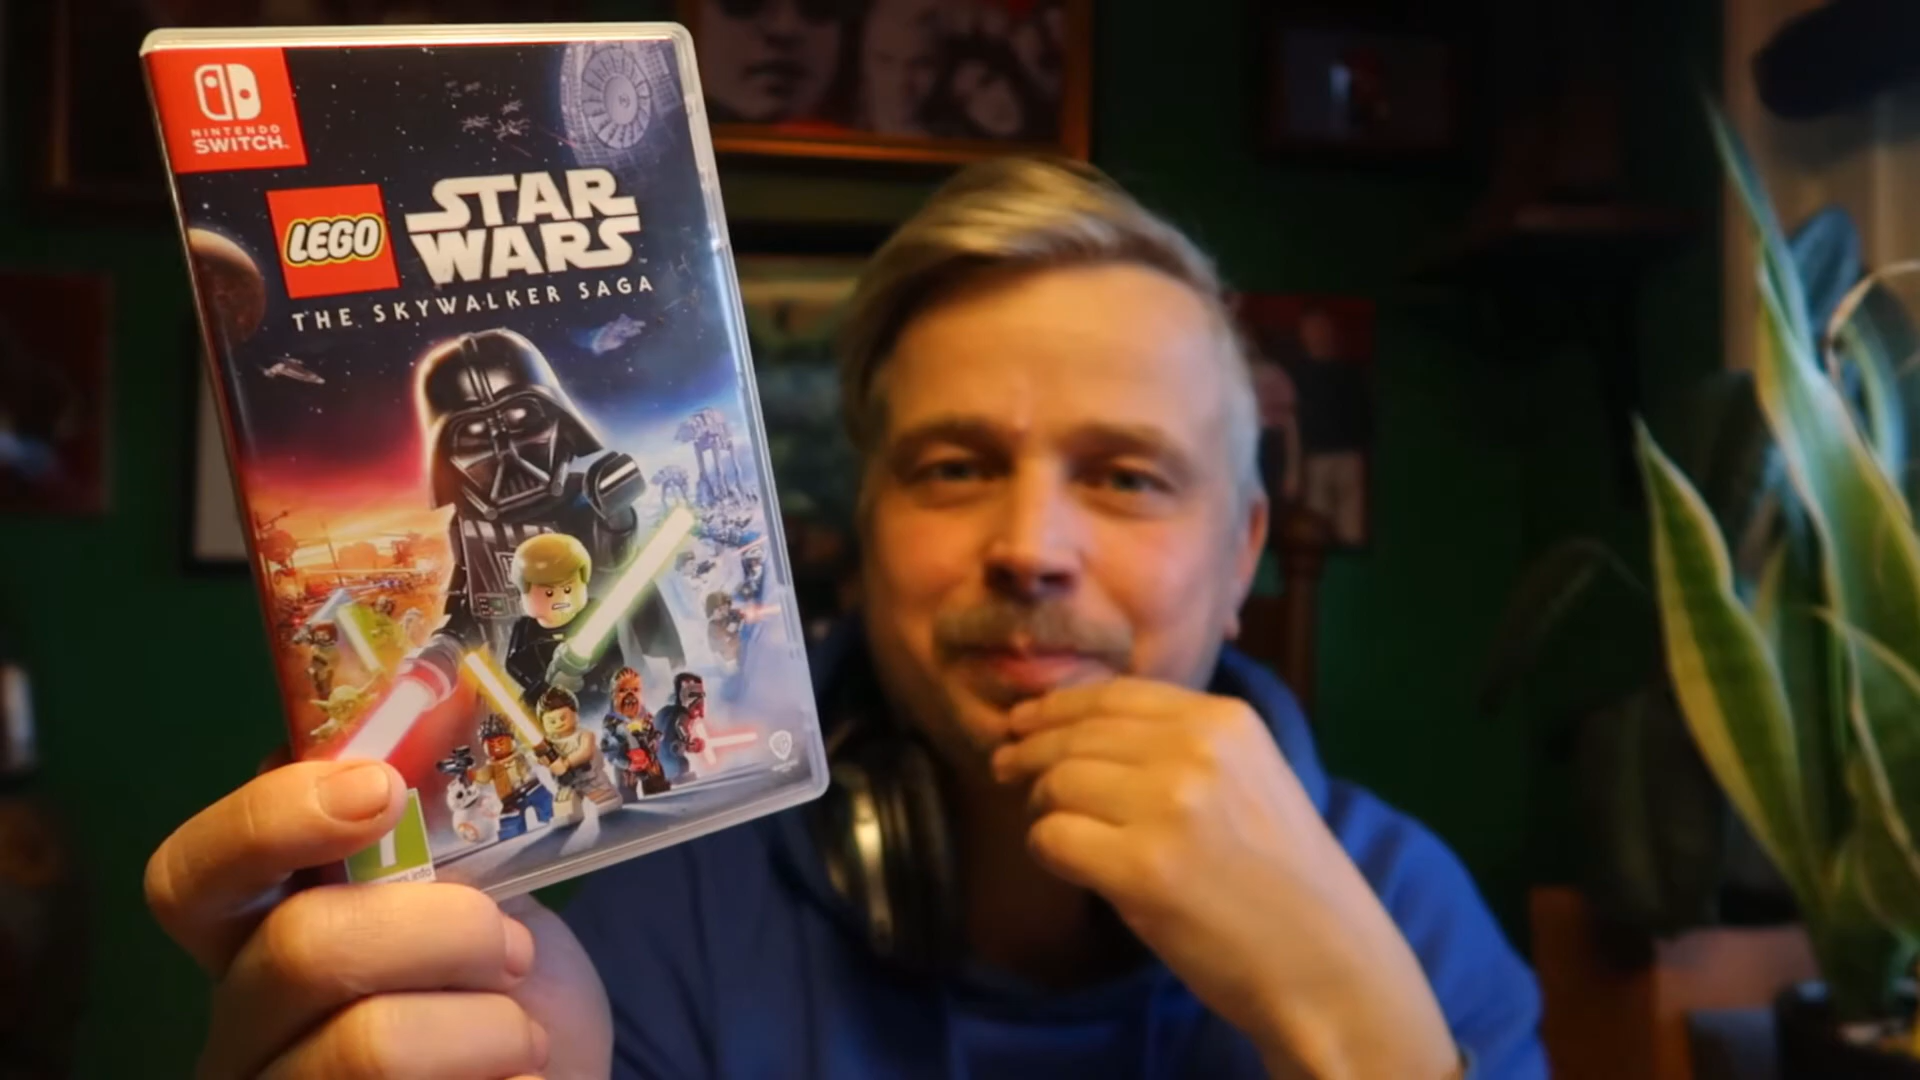 NINTENDO
SWITCH
LEGO
STAR
WARS
THE SKYWALKER SAGA
7